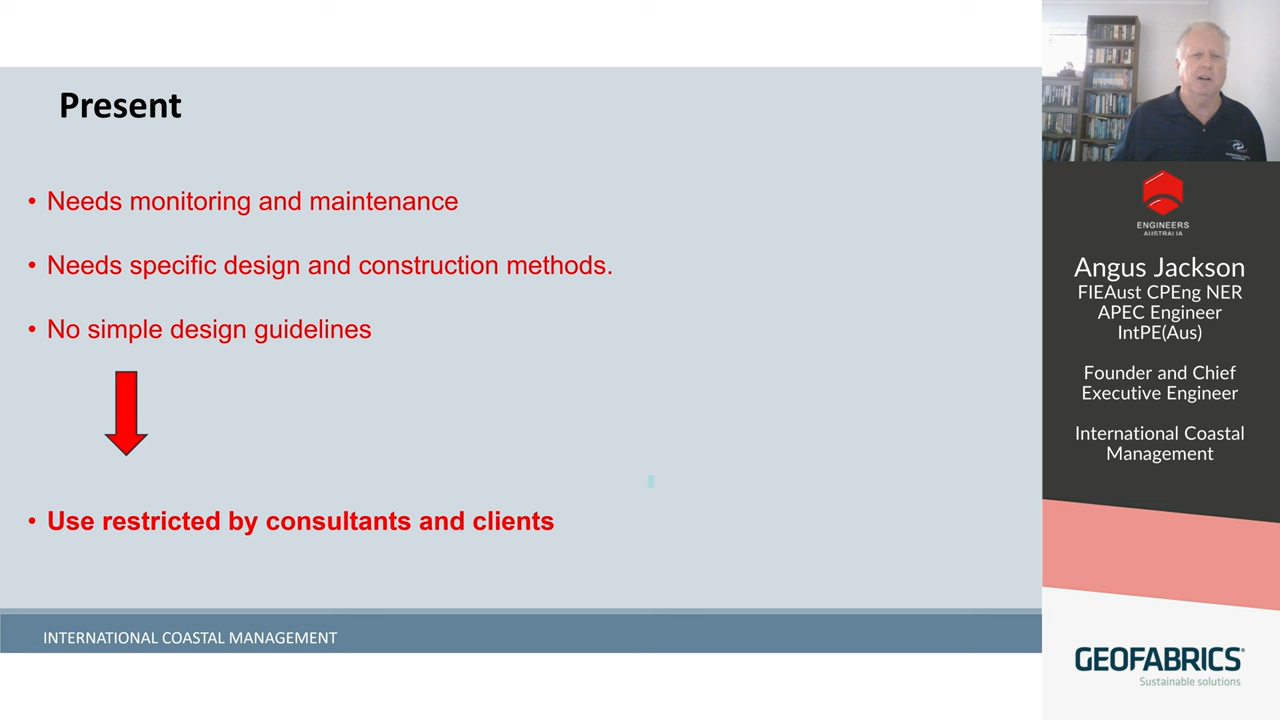 Present
• Needs monitoring and maintenance
• Needs specific design and construction methods.
• No simple design guidelines
• Use restricted by consultants and clients
INTERNATIONAL COASTAL MANAGEMENT
ENGINEERS
AUSTRALIA
Angus Jackson
FIEAust CPEng NER
APEC Engineer
IntPE(Aus)
Founder and Chief
Executive Engineer
International Coastal
Management
GEOFABRICS
Sustainable solutions